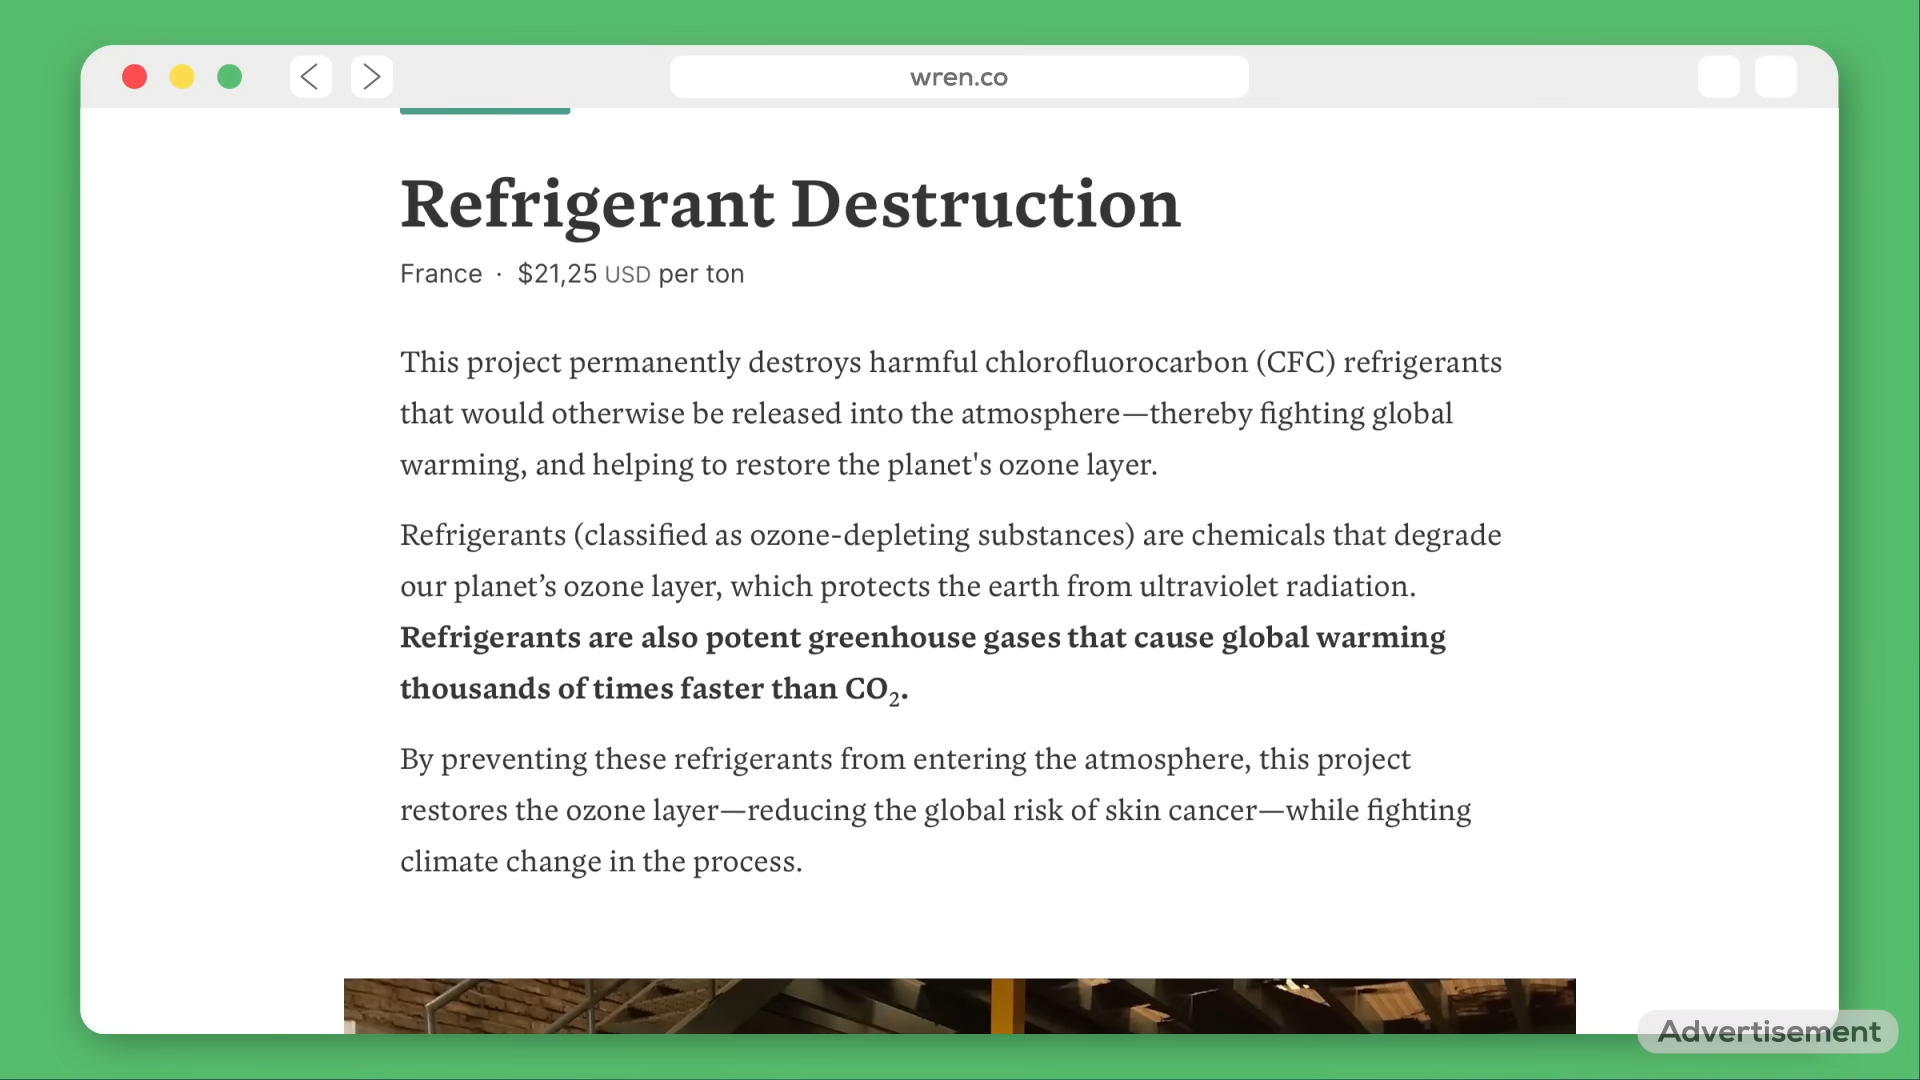 wren.co
Refrigerant Destruction
France · $21,25 USD per ton
This project permanently destroys harmful chlorofluorocarbon (CFC) refrigerants
that would otherwise be released into the atmosphere—thereby fighting global
warming, and helping to restore the planet's ozone layer.
Refrigerants (classified as ozone-depleting substances) are chemicals that degrade
our planet’s ozone layer, which protects the earth from ultraviolet radiation.
Refrigerants are also potent greenhouse gases that cause global warming
thousands of times faster than CO₂.
By preventing these refrigerants from entering the atmosphere, this project
restores the ozone layer—reducing the global risk of skin cancer—while fighting
climate change in the process.
Advertisement